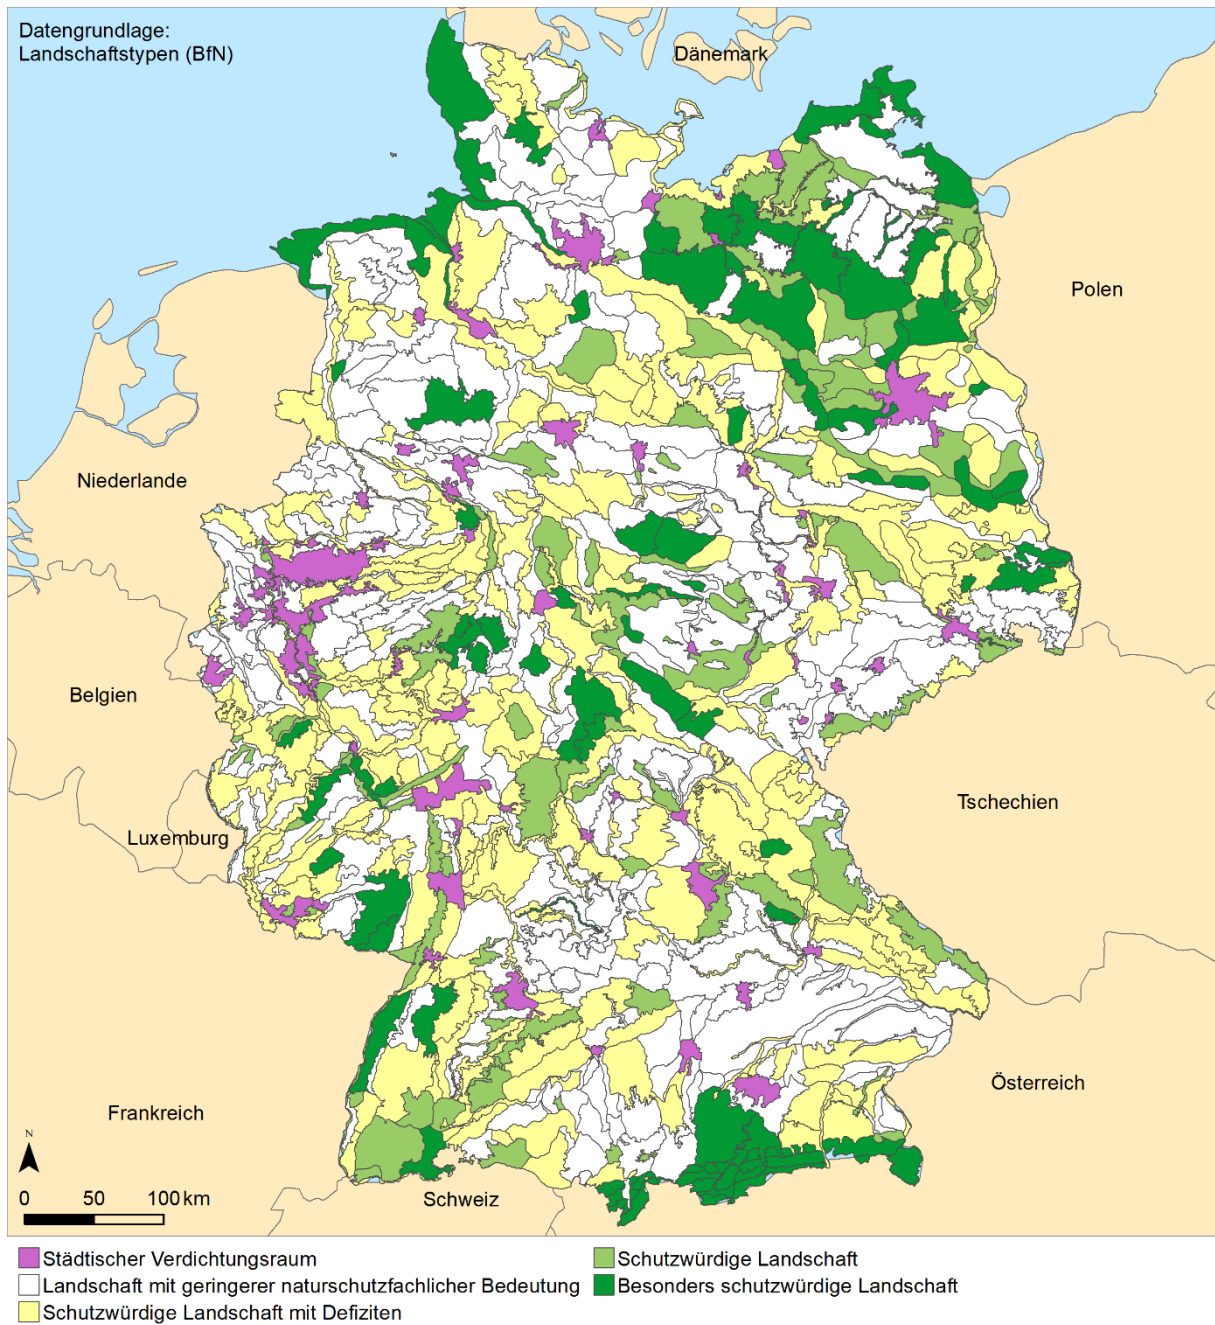 Datengrundlage:
Landschaftstypen (BfN)
Dänemark
Polen
Niederlande
Belgien
Tschechien
Luxemburg
Österreich
Frankreich
N
Schweiz
0 50 100 km
Städtischer Verdichtungsraum
Landschaft mit geringerer naturschutzfachlicher Bedeutung
Schutzwürdige Landschaft mit Defiziten
Schutzwürdige Landschaft
Besonders schutzwürdige Landschaft